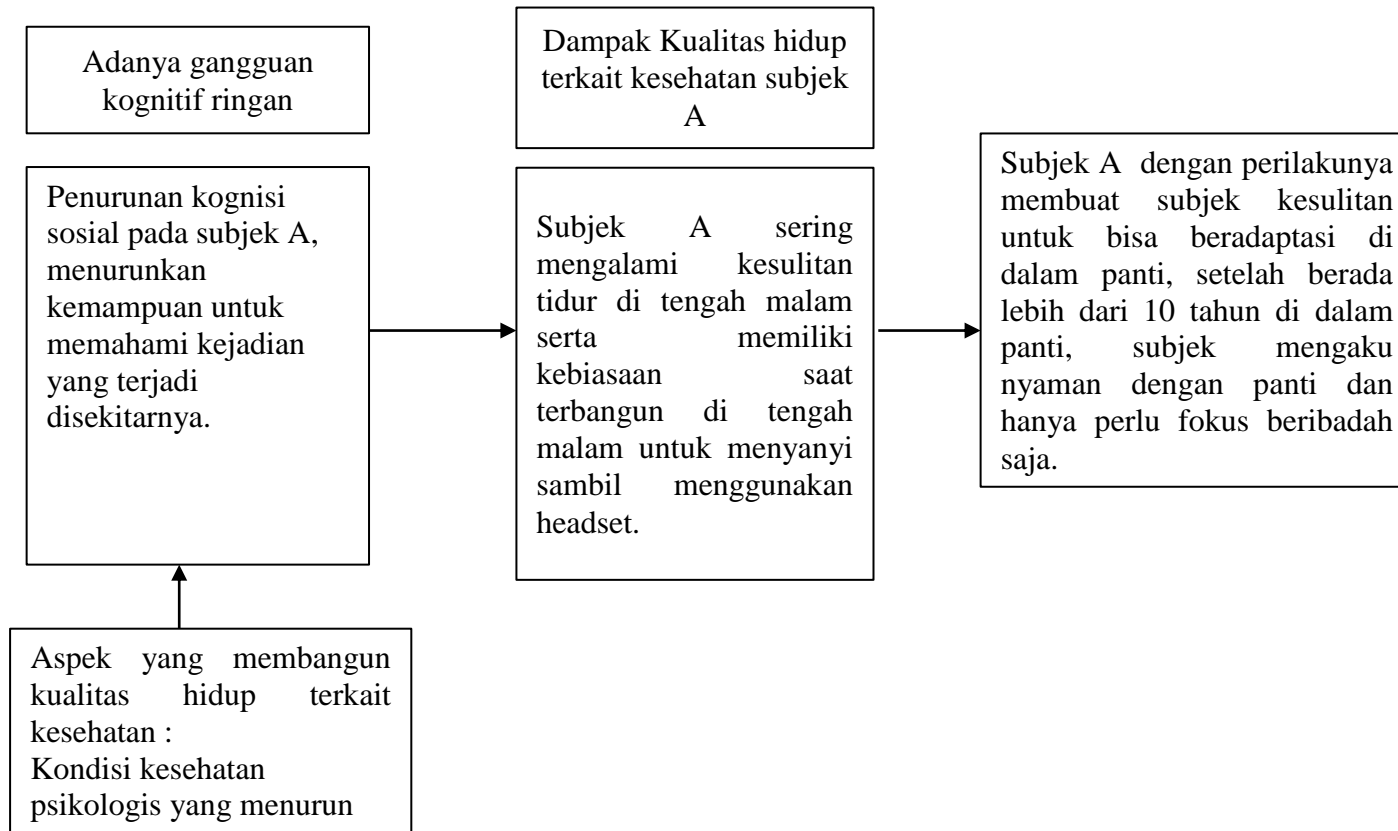 Adanya gangguan
kognitif ringan
Dampak Kualitas hidup
terkait kesehatan subjek
A
Penurunan kognisi
sosial pada subjek A,
menurunkan
kemampuan untuk
memahami kejadian
yang terjadi
disekitarnya.
Subjek A sering
mengalami kesulitan
tidur di tengah malam
serta memiliki
kebiasaan saat
terbangun di tengah
malam untuk menyanyi
sambil menggunakan
headset.
Subjek A dengan perilakunya
membuat subjek kesulitan
untuk bisa beradaptasi di
dalam panti, setelah berada
lebih dari 10 tahun di dalam
panti, subjek mengaku
nyaman dengan panti dan
hanya perlu fokus beribadah
saja.
Aspek yang membangun
kualitas hidup terkait
kesehatan :
Kondisi kesehatan
psikologis yang menurun